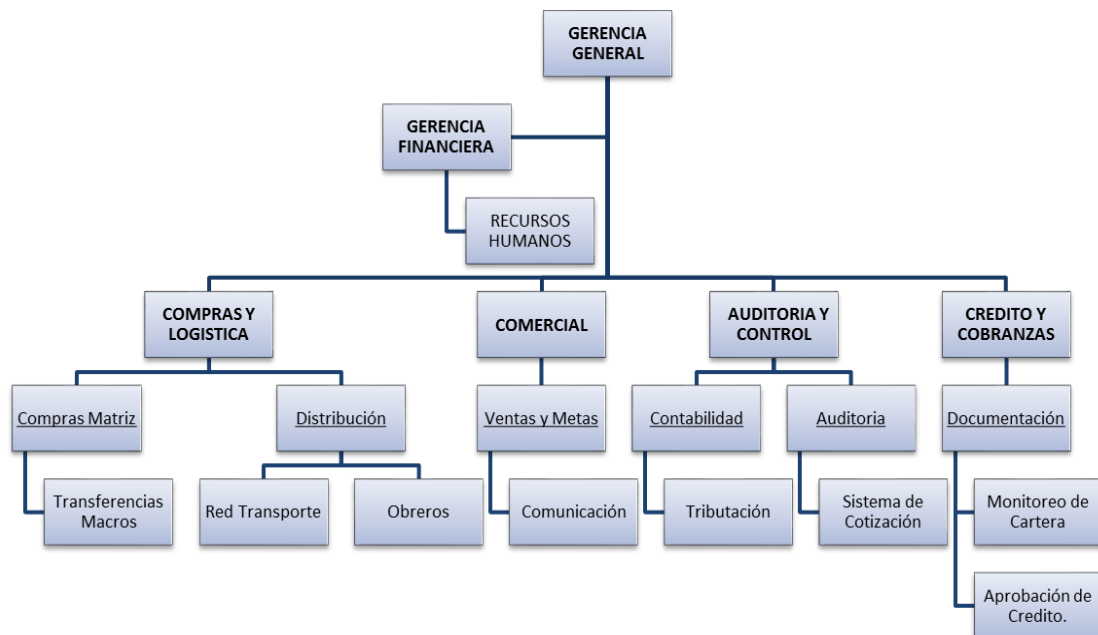 GERENCIA
GENERAL
GERENCIA
FINANCIERA
RECURSOS
HUMANOS
COMPRAS Y
LOGISTICA
COMERCIAL
AUDITORIA Y
CONTROL
CREDITO Y
COBRANZAS
Compras Matriz
Distribución
Ventas y Metas
Contabilidad
Auditoria
Documentación
Transferencias
Macros
Red Transporte
Obreros
Comunicación
Tributación
Sistema de
Cotización
Monitoreo de
Cartera
Aprobación de
Credito.